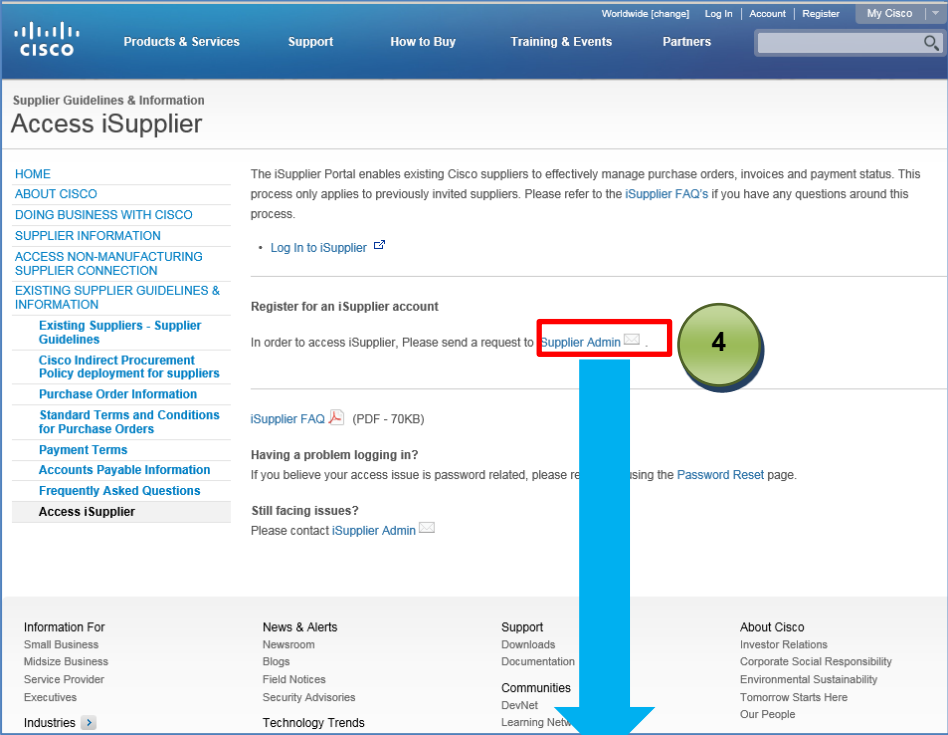 Worldwide [change] Log In Account Register My Cisco
CISCO
Products & Services Support How to Buy Training & Events Partners
Supplier Guidelines & Information
Access iSupplier
HOME
ABOUT CISCO
DOING BUSINESS WITH CISCO
SUPPLIER INFORMATION
ACCESS NON-MANUFACTURING
SUPPLIER CONNECTION
EXISTING SUPPLIER GUIDELINES &
INFORMATION
Existing Suppliers - Supplier
Guidelines
Cisco Indirect Procurement
Policy deployment for suppliers
Purchase Order Information
Standard Terms and Conditions
for Purchase Orders
Payment Terms
Accounts Payable Information
Frequently Asked Questions
Access iSupplier
The iSupplier Portal enables existing Cisco suppliers to effectively manage purchase orders, invoices and payment status. This
process only applies to previously invited suppliers. Please refer to the iSupplier FAQ's if you have any questions around this
process.
• Log In to iSupplier
Register for an iSupplier account
In order to access iSupplier, Please send a request to Supplier Admin .
4
iSupplier FAQ (PDF - 70KB)
Having a problem logging in?
If you believe your access issue is password related, please using the Password Reset page.
Still facing issues?
Please contact iSupplier Admin
Information For
Small Business
Midsize Business
Service Provider
Executives
Industries
News & Alerts
Newsroom
Blogs
Field Notices
Security Advisories
Technology Trends
Support
Downloads
Documentation
Communities
DevNet
Learning
About Cisco
Investor Relations
Corporate Social Responsibility
Environmental Sustainability
Tomorrow Starts Here
Our People